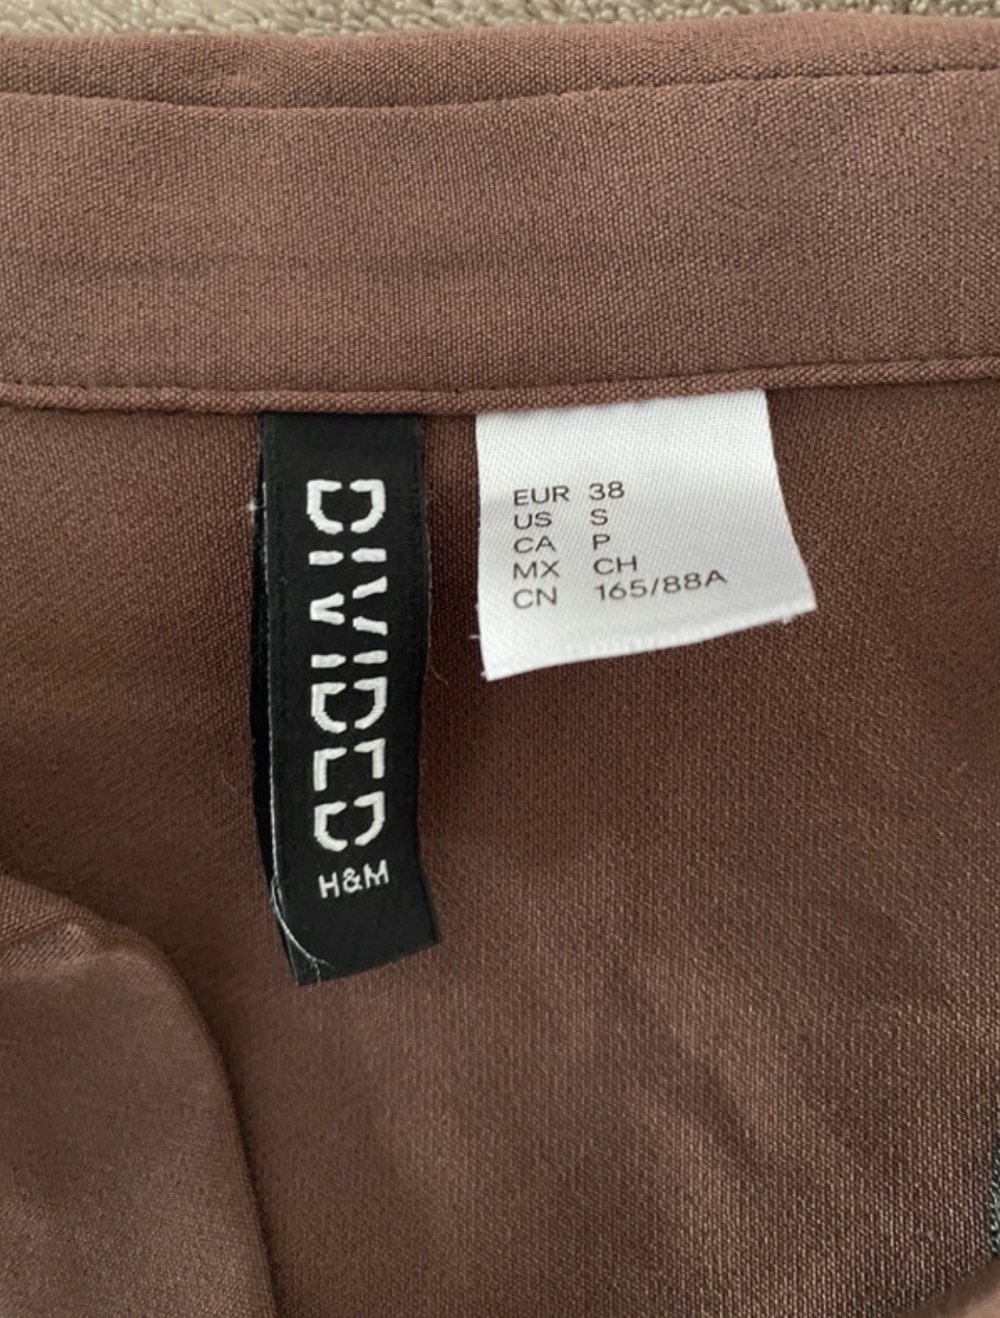 DIVIDED
H&M
EUR 38
US S
CA P
MX CH
CN 165/88A